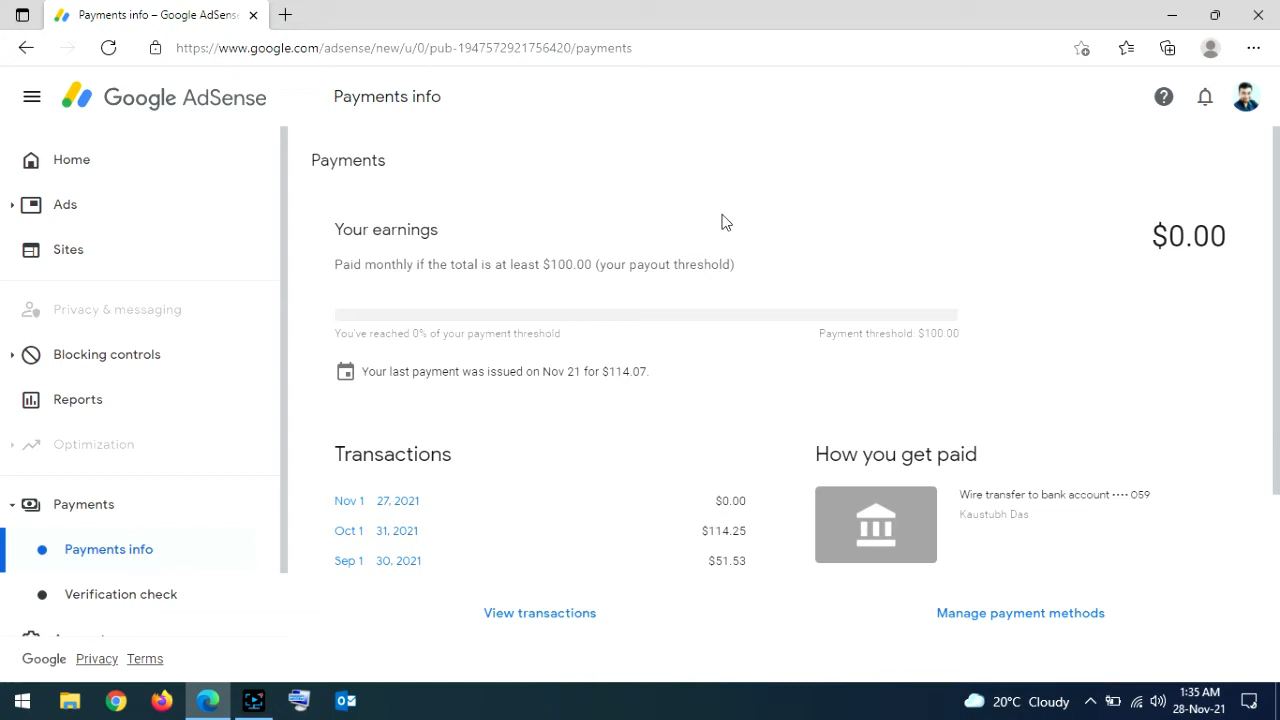 Payments info – Google AdSense
https://www.google.com/adsense/new/u/0/pub-1947572921756420/payments
Google AdSense
Payments info
Home
Ads
Sites
Privacy & messaging
Blocking controls
Reports
Optimization
Payments
Payments info
Verification check
Google Privacy Terms
Payments
Your earnings
$0.00
Paid monthly if the total is at least $100.00 (your payout threshold)
You've reached 0% of your payment threshold
Payment threshold: $100.00
Your last payment was issued on Nov 21 for $114.07.
Transactions
Nov 1 27, 2021 $0.00
Oct 1 31, 2021 $114.25
Sep 1 30, 2021 $51.53
View transactions
How you get paid
Wire transfer to bank account •••• 059
Kaustubh Das
Manage payment methods
20°C Cloudy
1:35 AM
28-Nov-21